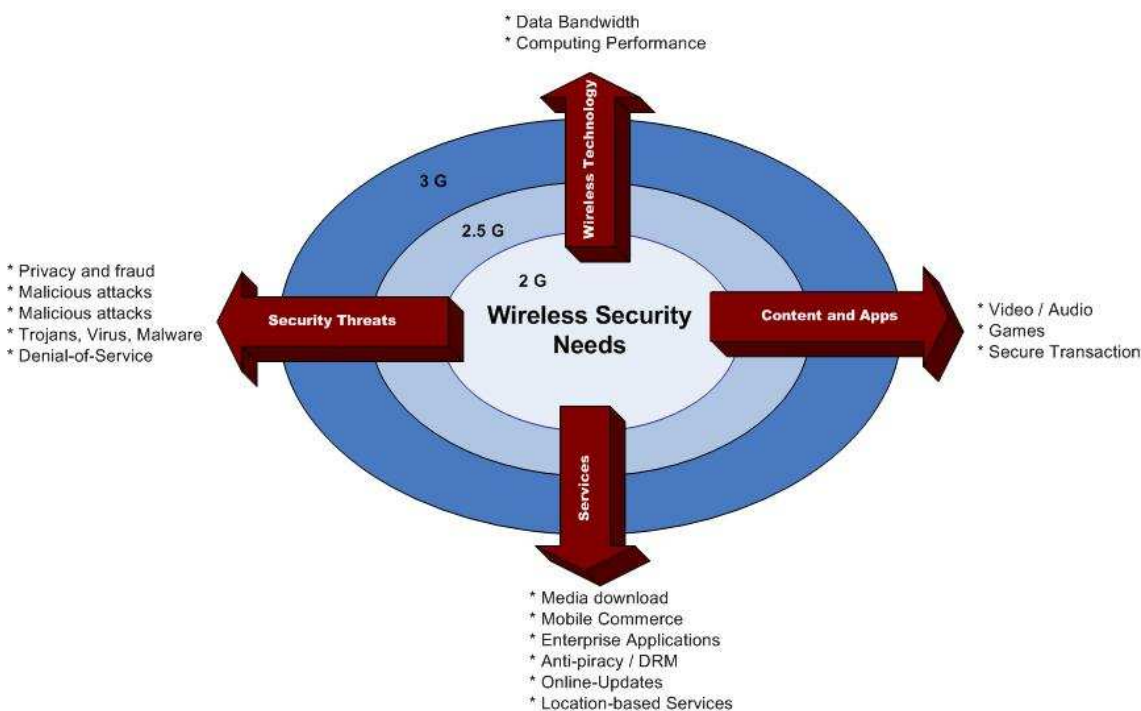 * Data Bandwidth
* Computing Performance
Wireless Technology
3 G
2.5 G
2 G
Wireless Security
Needs
* Privacy and fraud
* Malicious attacks
* Malicious attacks
* Trojans, Virus, Malware
* Denial-of-Service
Security Threats
Content and Apps
* Video / Audio
* Games
* Secure Transaction
Services
* Media download
* Mobile Commerce
* Enterprise Applications
* Anti-piracy / DRM
* Online-Updates
* Location-based Services